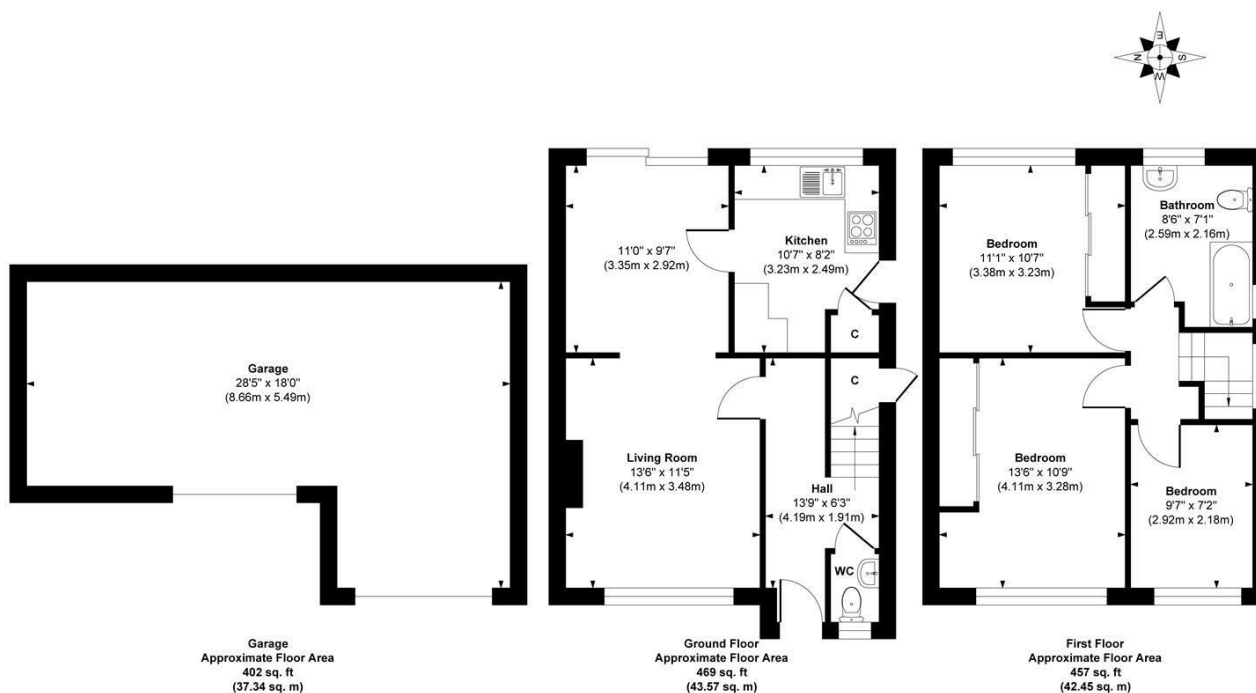 E
N
S
W
Garage
28'5" x 18'0"
(8.66m x 5.49m)
Garage
Approximate Floor Area
402 sq. ft
(37.34 sq. m)
11'0" x 9'7"
(3.35m x 2.92m)
Kitchen
10'7" x 8'2"
(3.23m x 2.49m)
C
C
Living Room
13'6" x 11'5"
(4.11m x 3.48m)
Hall
13'9" x 6'3"
(4.19m x 1.91m)
WC
Ground Floor
Approximate Floor Area
469 sq. ft
(43.57 sq. m)
Bedroom
11'1" x 10'7"
(3.38m x 3.23m)
Bathroom
8'6" x 7'1"
(2.59m x 2.16m)
Bedroom
13'6" x 10'9"
(4.11m x 3.28m)
Bedroom
9'7" x 7'2"
(2.92m x 2.18m)
First Floor
Approximate Floor Area
457 sq. ft
(42.45 sq. m)